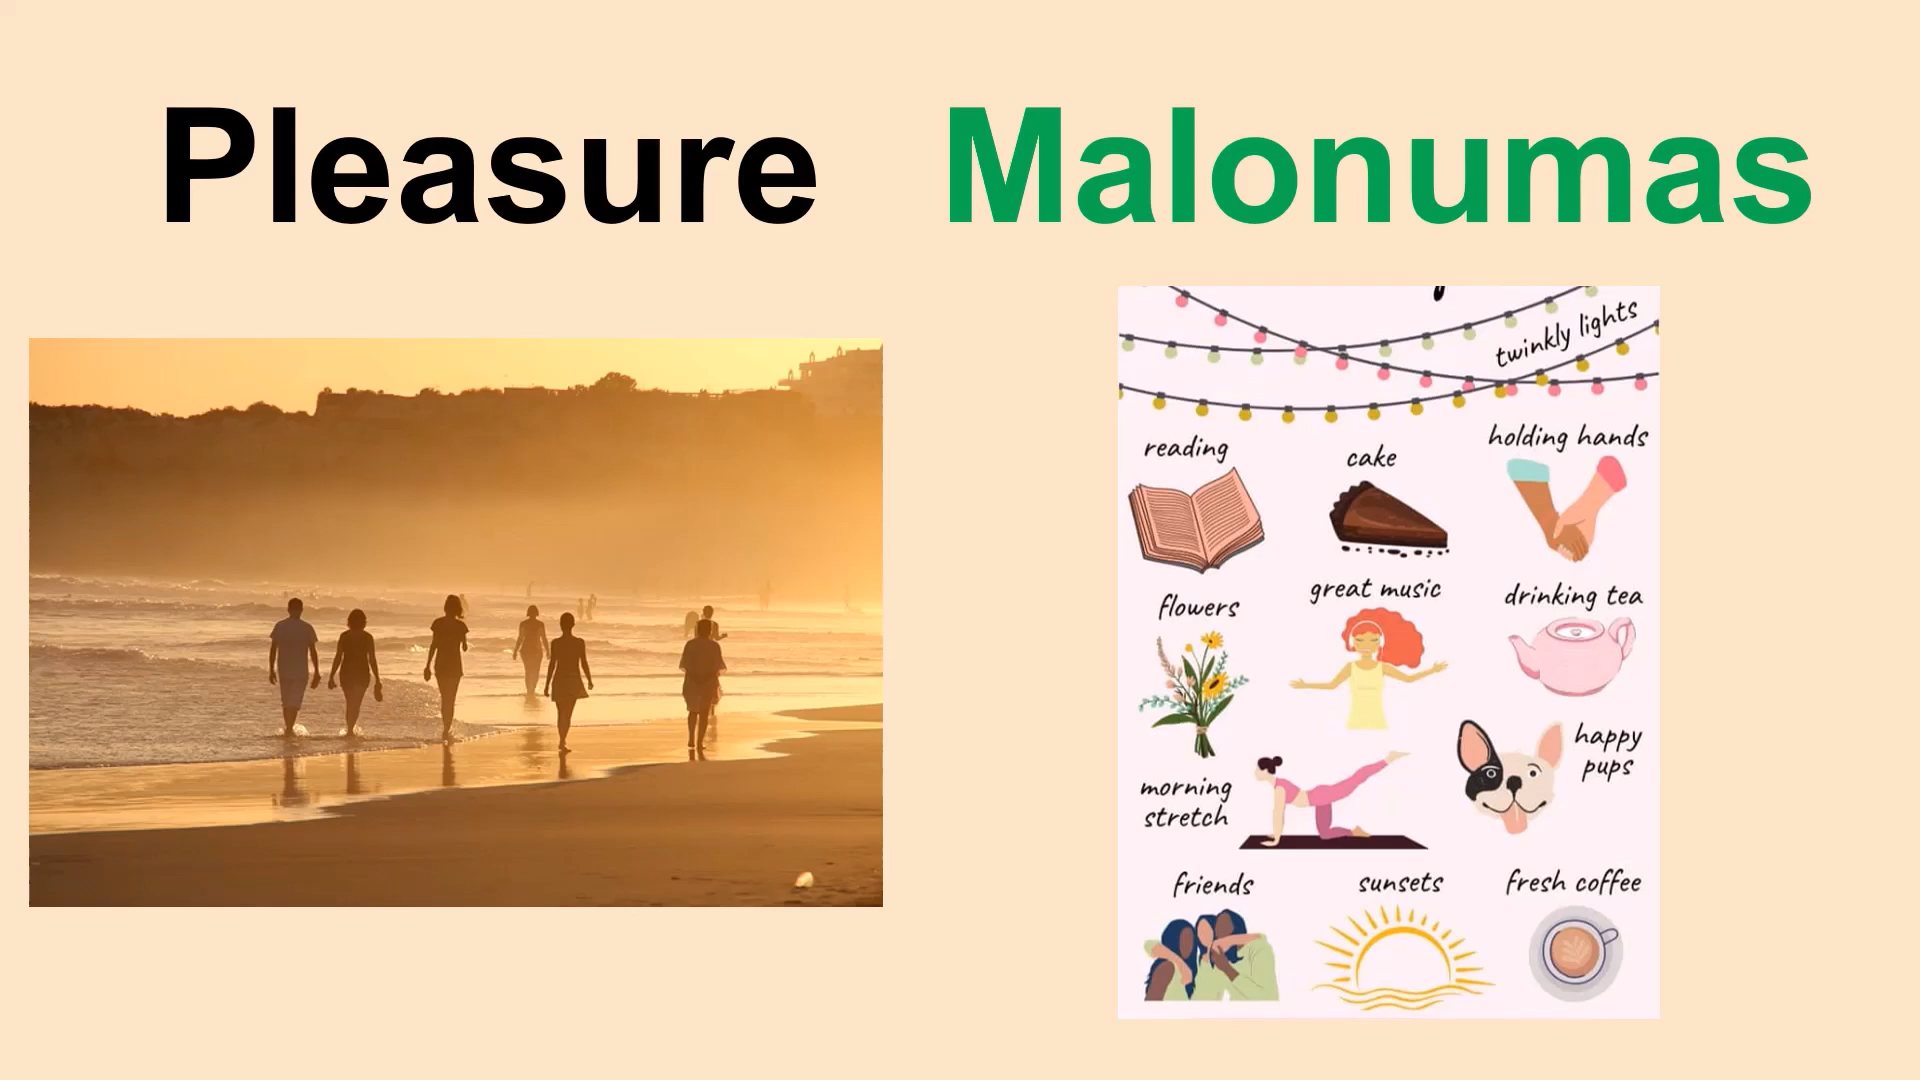 Pleasure Malonumas
twinkly lights
reading
cake
holding hands
flowers
great music
drinking tea
happy
pups
morning
stretch
friends
sunsets
fresh coffee